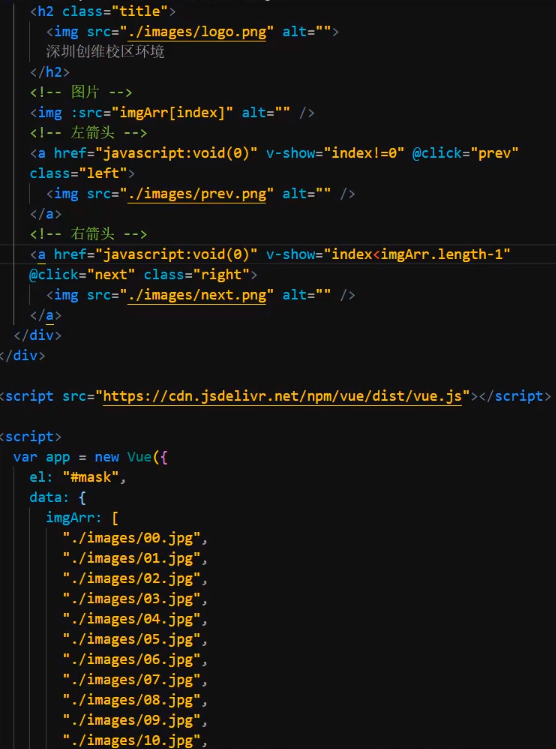 <h2 class="title">
<img src="./images/logo.png" alt="">
深圳创维校区环境
</h2>
<!-- 图片 -->
<img :src="imgArr[index]" alt="" />
<!-- 左箭头 -->
<a href="javascript:void(0)" v-show="index!=0" @click="prev"
class="left">
<img src="./images/prev.png" alt="" />
</a>
<!-- 右箭头 -->
<a href="javascript:void(0)" v-show="index<imgArr.length-1"
@click="next" class="right">
<img src="./images/next.png" alt="" />
</a>
</div>
</div>
<script src="https://cdn.jsdelivr.net/npm/vue/dist/vue.js"></script>
<script>
var app = new Vue({
el: "#mask",
data: {
imgArr: [
"./images/00.jpg",
"./images/01.jpg",
"./images/02.jpg",
"./images/03.jpg",
"./images/04.jpg",
"./images/05.jpg",
"./images/06.jpg",
"./images/07.jpg",
"./images/08.jpg",
"./images/09.jpg",
"./images/10.jpg",